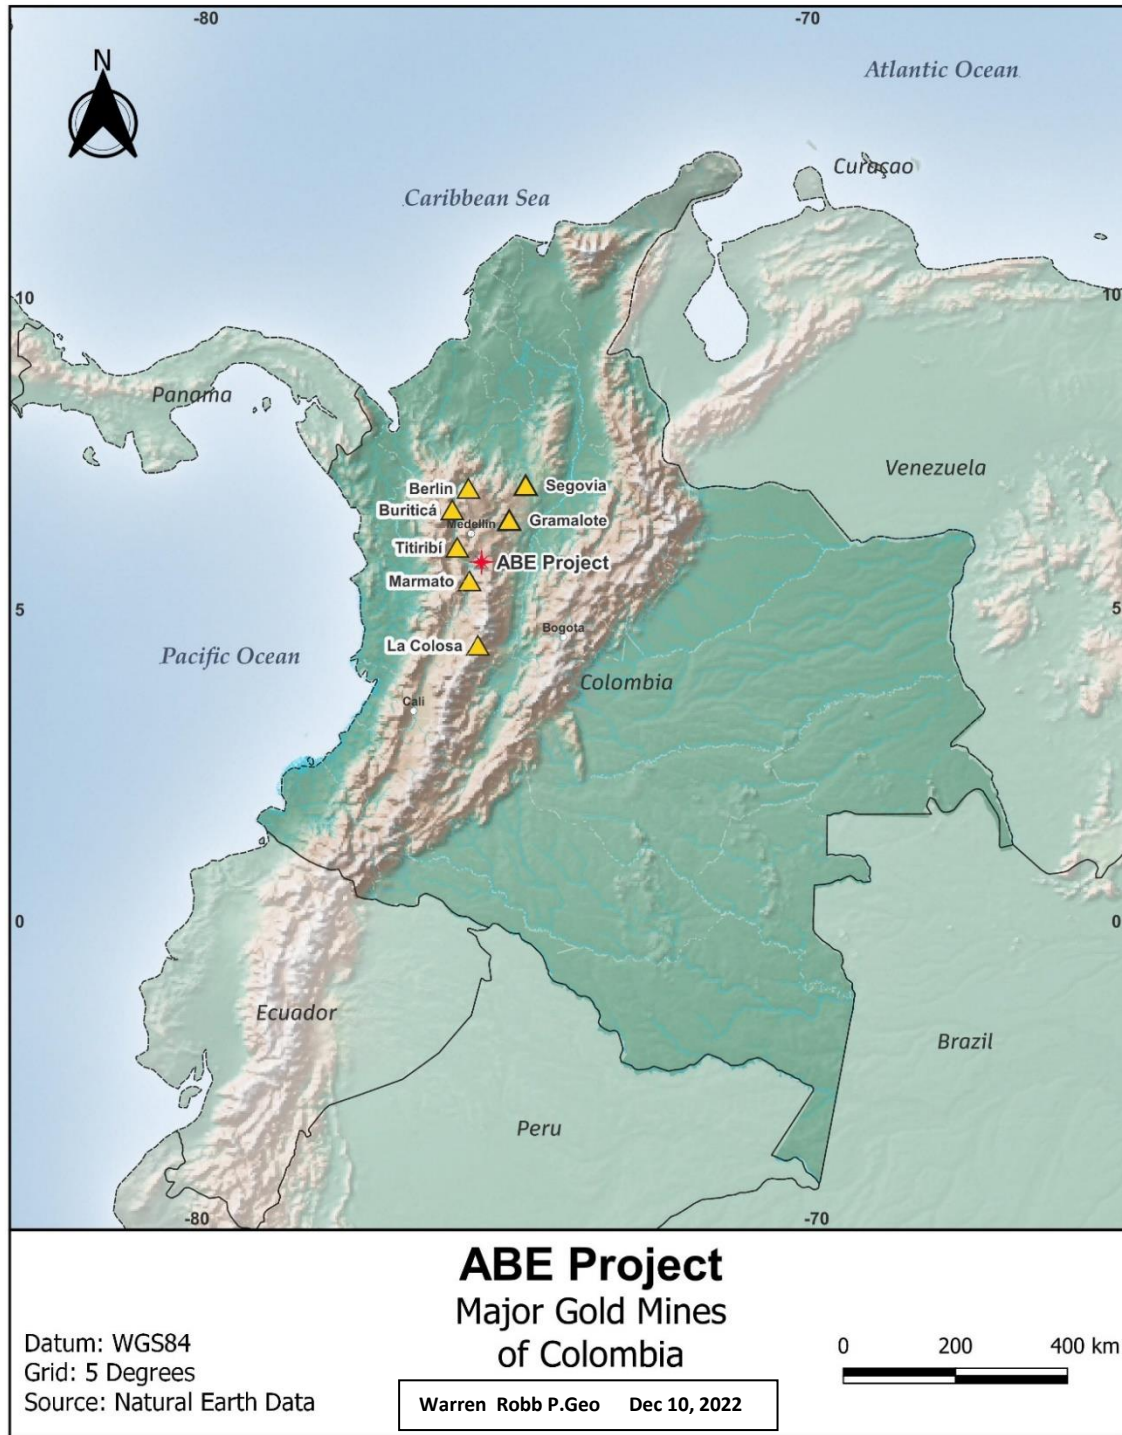 -80
-70
N
Atlantic Ocean
Curaçao
Caribbean Sea
10
10
Panama
Venezuela
Berlin
Segovia
Buriticá
Medellín
Gramalote
Titiribí
ABE Project
Marmato
5
5
Bogota
La Colosa
Pacific Ocean
Colombia
Cali
0
0
Ecuador
Brazil
Peru
-80
-70
ABE Project
Major Gold Mines
of Colombia
Datum: WGS84
Grid: 5 Degrees
Source: Natural Earth Data
0 200 400 km
Warren Robb P.Geo Dec 10, 2022